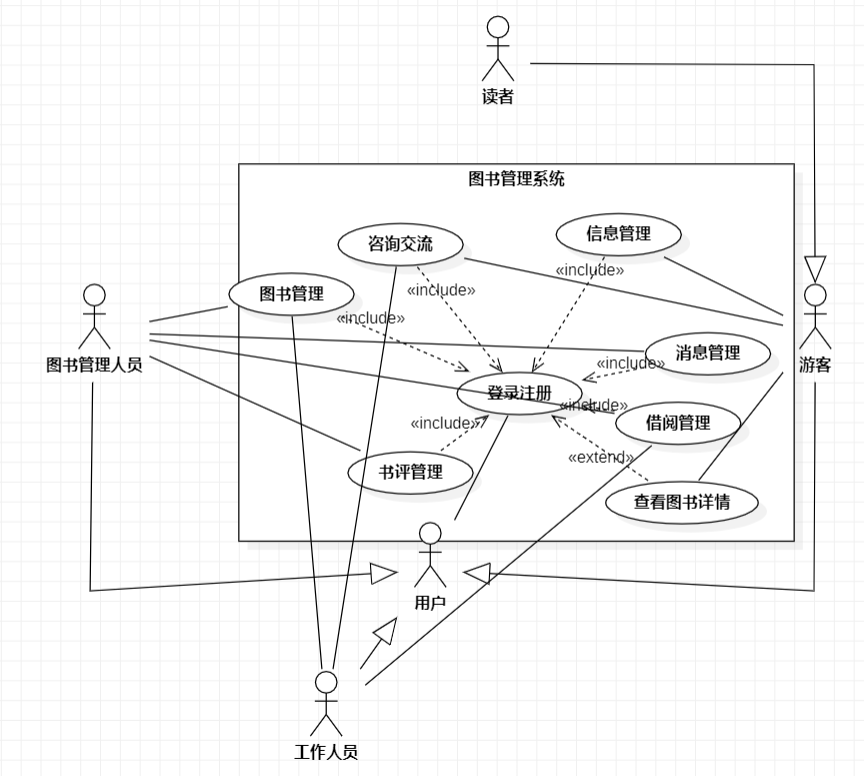 读者
图书管理系统
咨询交流
信息管理
«include»
«include»
图书管理
«include»
图书管理人员
消息管理
«include»
游客
登录注册
«include»
借阅管理
«include»
书评管理
«extend»
查看图书详情
用户
工作人员